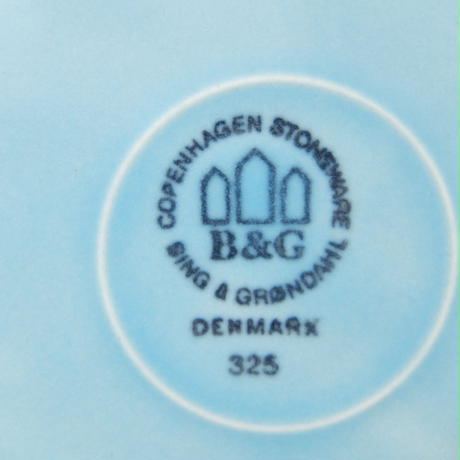 COPENHAGEN STONEWARE
B&G
BING & GRØNDAHL
DENMARK
325